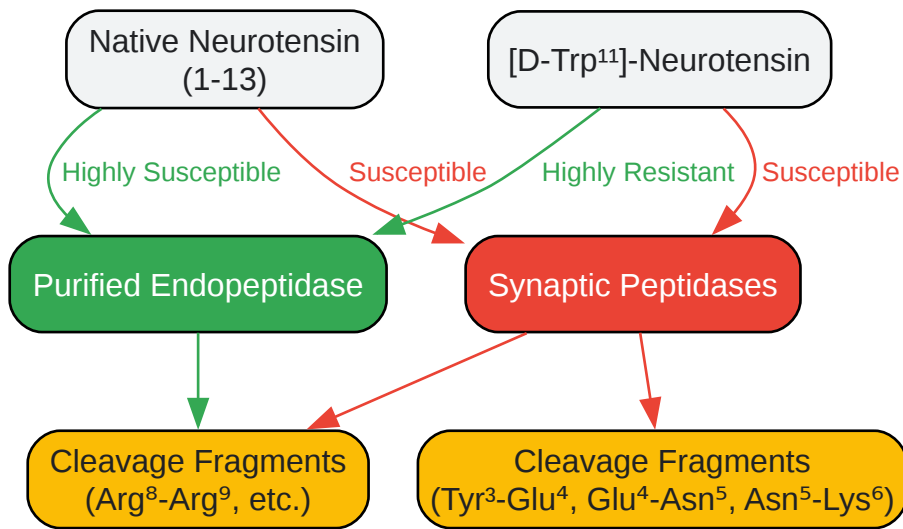 Native Neurotensin
(1-13)
[D-Trp¹¹]-Neurotensin
Highly Susceptible
Susceptible
Highly Resistant
Susceptible
Purified Endopeptidase
Synaptic Peptidases
Cleavage Fragments
(Arg⁸-Arg⁹, etc.)
Cleavage Fragments
(Tyr³-Glu⁴, Glu⁴-Asn⁵, Asn⁵-Lys⁶)